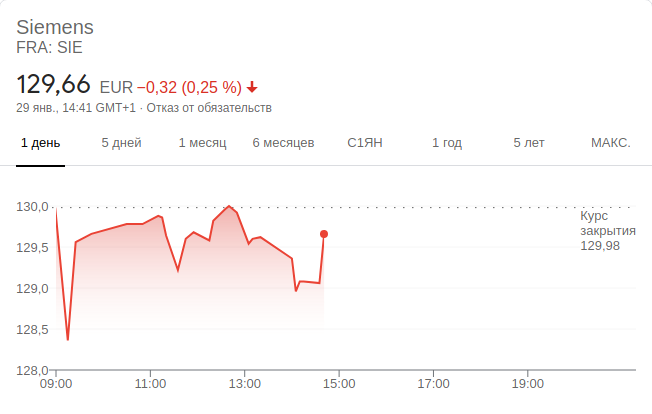 Siemens
FRA: SIE
129,66 EUR −0,32 (0,25 %)
29 янв., 14:41 GMT+1 · Отказ от обязательств
1 день 5 дней 1 месяц 6 месяцев С1ЯН 1 год 5 лет МАКС.
130,0
Курс
закрытия
129,98
129,5
129,0
128,5
128,0
09:00 11:00 13:00 15:00 17:00 19:00